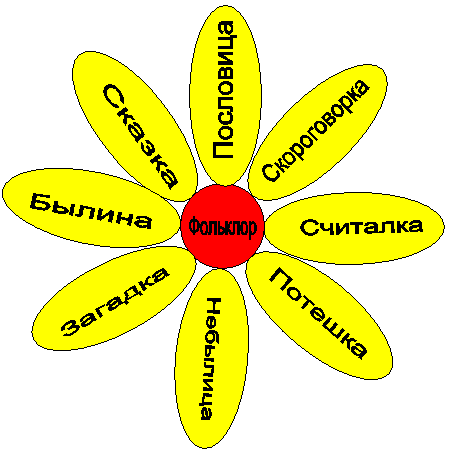 Пословица
Скороговорка
Считалка
Потешка
Небылица
Загадка
Былина
Сказка
Фольклор